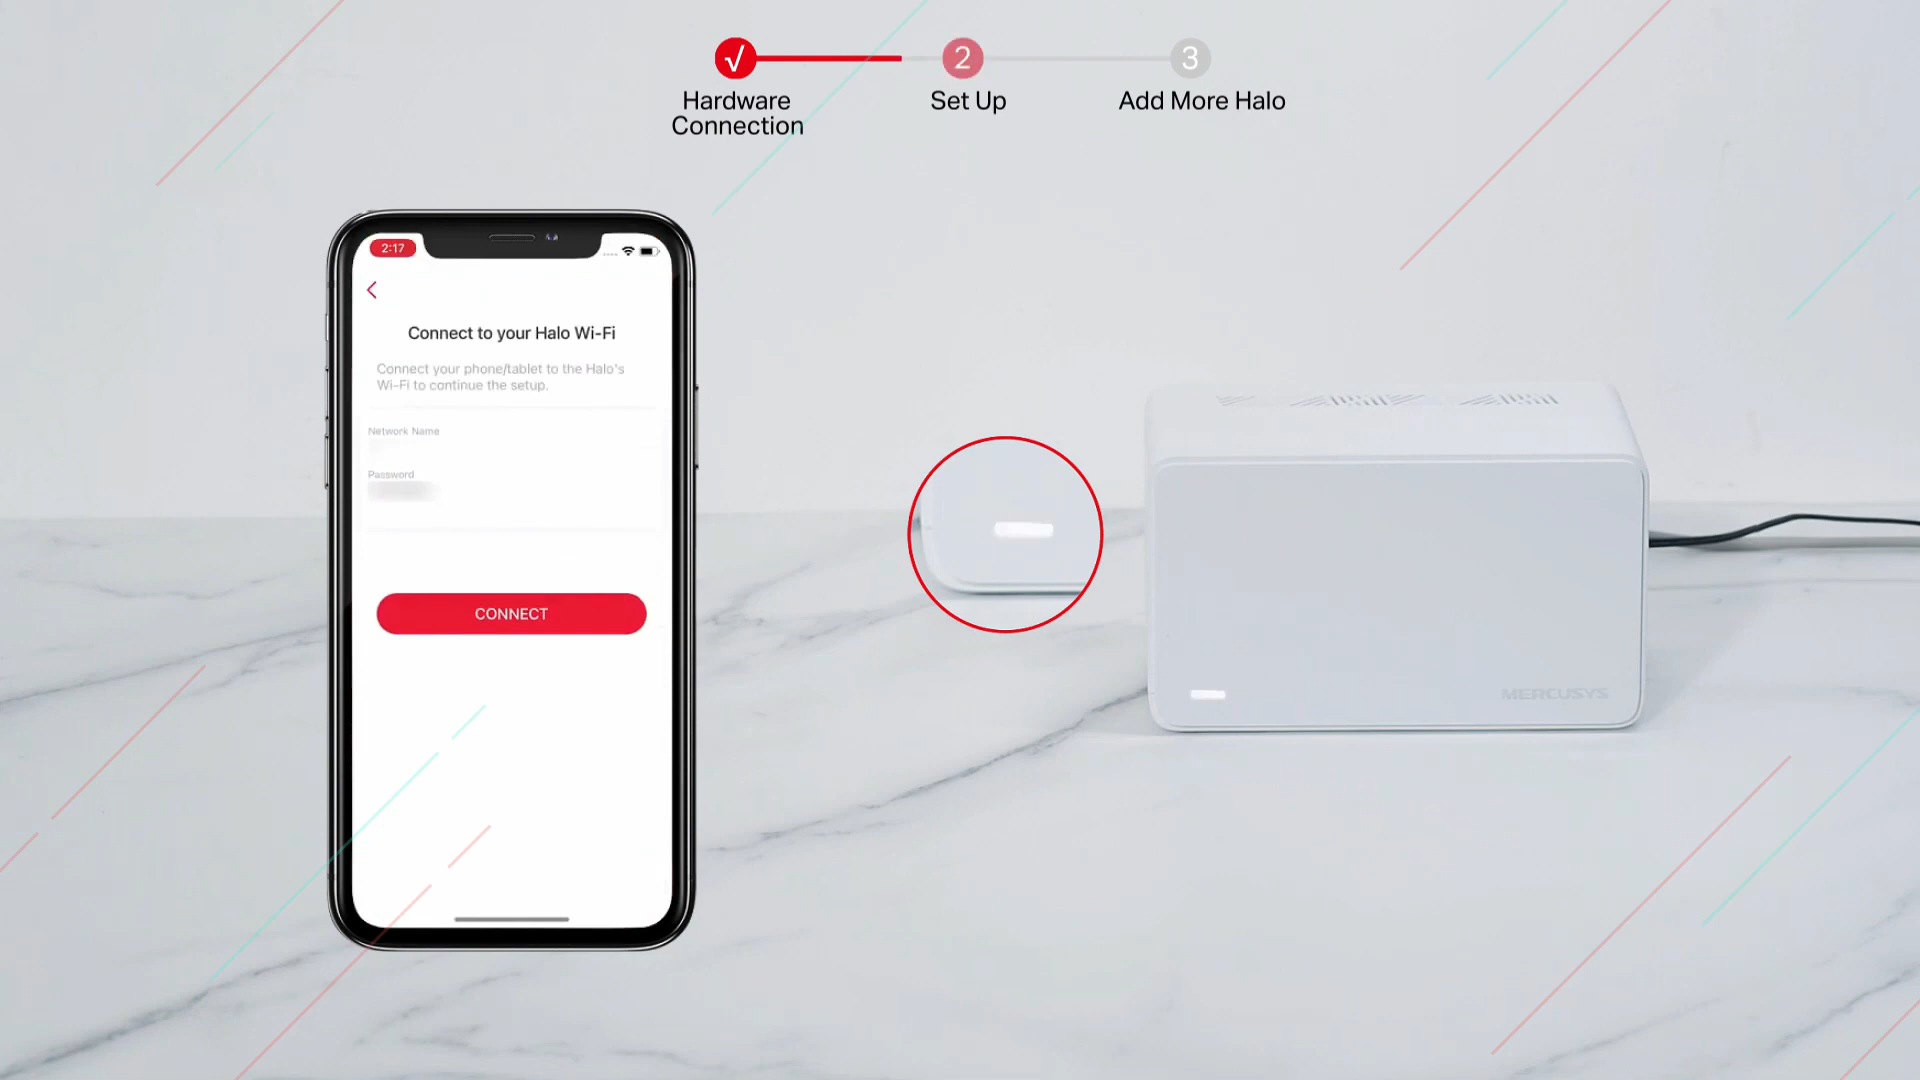 √
2
3
Hardware
Connection
Set Up
Add More Halo
2:17
Connect to your Halo Wi-Fi
Connect your phone/tablet to the Halo's
Wi-Fi to continue the setup.
Network Name
Password
CONNECT
MERCUSYS